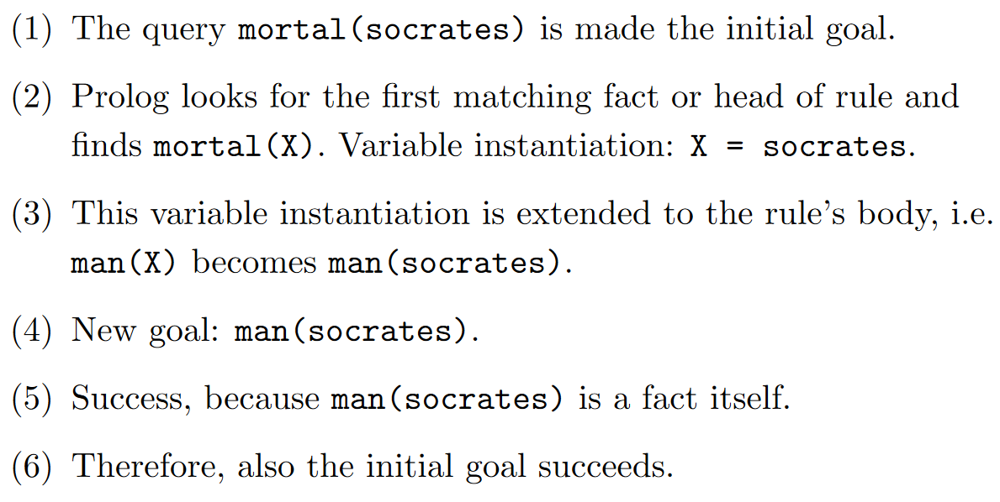 (1) The query mortal(socrates) is made the initial goal.
(2) Prolog looks for the first matching fact or head of rule and
finds mortal(X). Variable instantiation: X = socrates.
(3) This variable instantiation is extended to the rule’s body, i.e.
man(X) becomes man(socrates).
(4) New goal: man(socrates).
(5) Success, because man(socrates) is a fact itself.
(6) Therefore, also the initial goal succeeds.